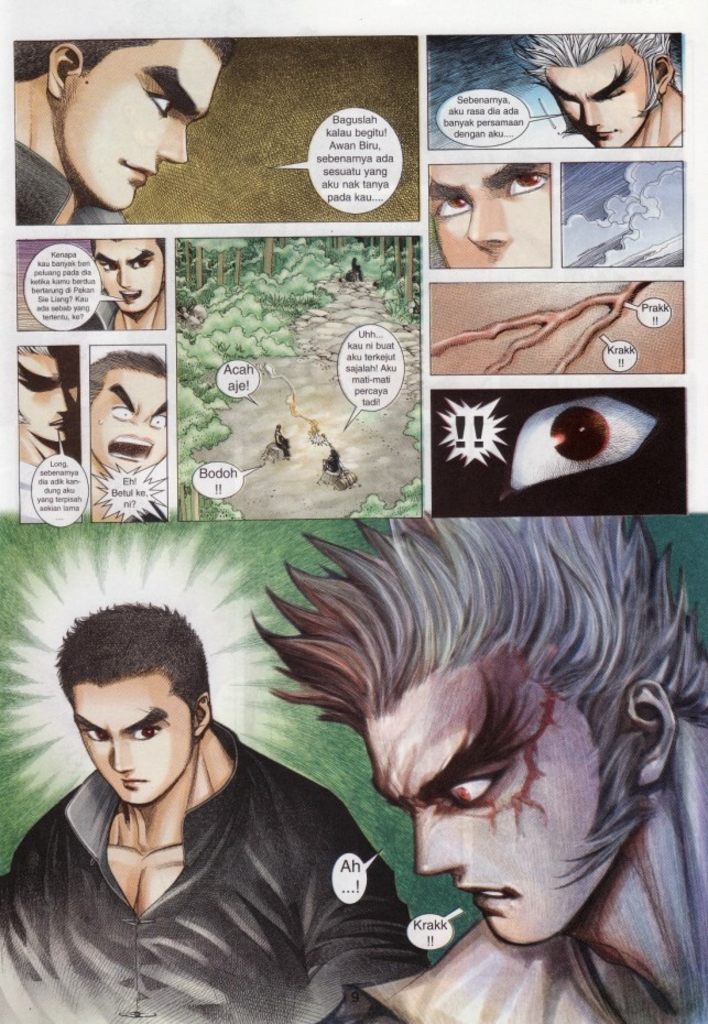 Baguslah
kalau begitu!
Awan Biru,
sebenarnya ada
sesuatu yang
aku nak tanya
pada kau....
Kenapa
kau banyak beri
peluang pada dia
ketika kamu berdua
bertarung di Pekan
Sie Liang? Kau
ada sebab yang
tertentu, ke?
Long,
sebenarnya
dia adik kan-
dung aku
yang terpisah
sekian lama
....
Eh!
Betul ke,
ni?
Uhh...
kau ni buat
aku terkejut
sajalah! Aku
mati-mati
percaya
tadi!
Acah
aje!
Bodoh
!!
Sebenarnya,
aku rasa dia ada
banyak persamaan
dengan aku....
Prakk
!!
Krakk
!!
!!
Ah
...!
Krakk
!!
9